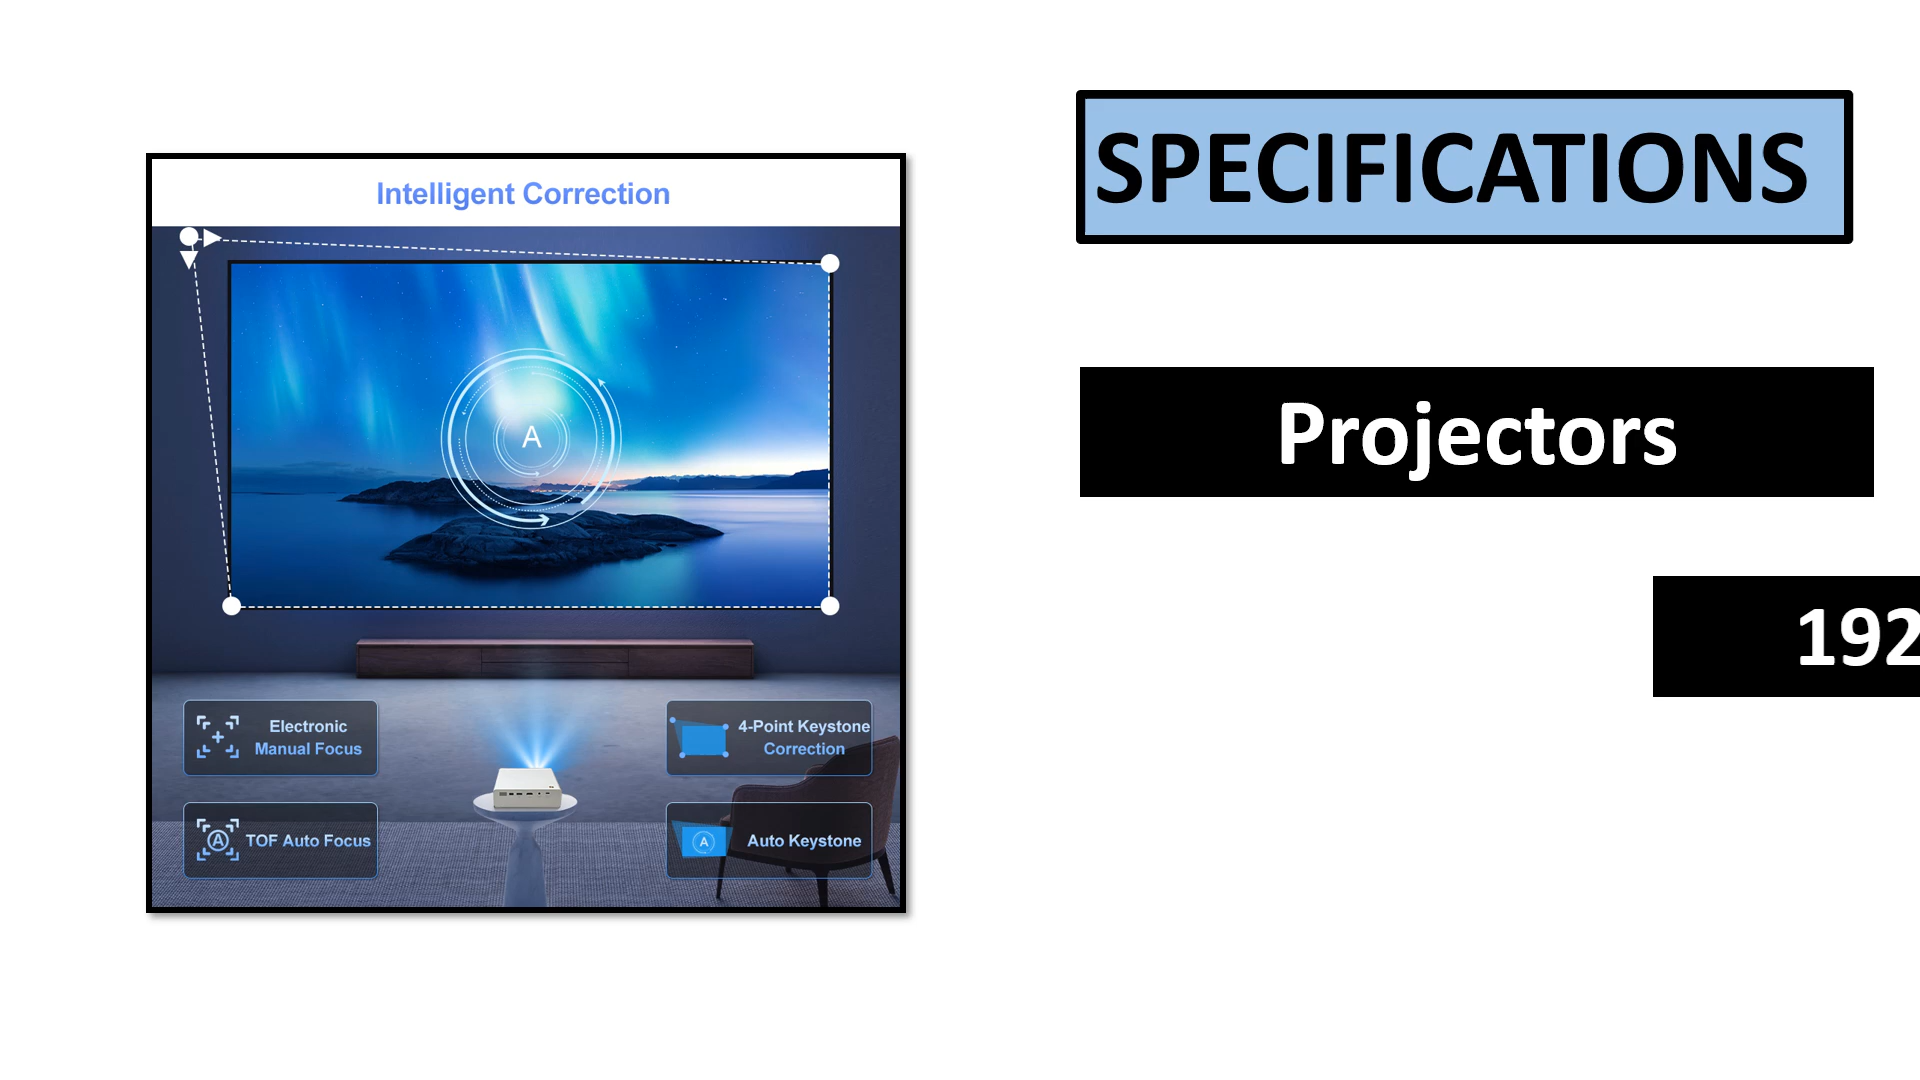 Intelligent Correction
A
Electronic
Manual Focus
4-Point Keystone
Correction
A
TOF Auto Focus
A
Auto Keystone
SPECIFICATIONS
Projectors
192